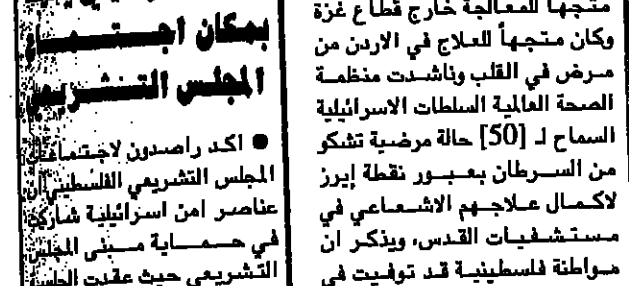 متجهاً للمعالجة خارج قطاع غزة
وكان متجهاً للعلاج في الاردن من
مرض في القلب وناشدت منظمة
الصحة العالمية السلطات الاسرائيلية
السماح لـ [50] حالة مرضية تشكو
من السرطان بعبور نقطة إيرز
لاكمال علاجهم الاشعاعي في
مستشفيات القدس، ويذكر ان
مواطنة فلسطينية قد توفيت في
بمكان اجتماع
المجلس التشريعي
● اكد راصدون لاجتماعات
المجلس التشريعي الفلسطيني ان
عناصر امن اسرائيلية شاركت
في حماية مبنى المجلس
التشريعي حيث عقدت الجلسة